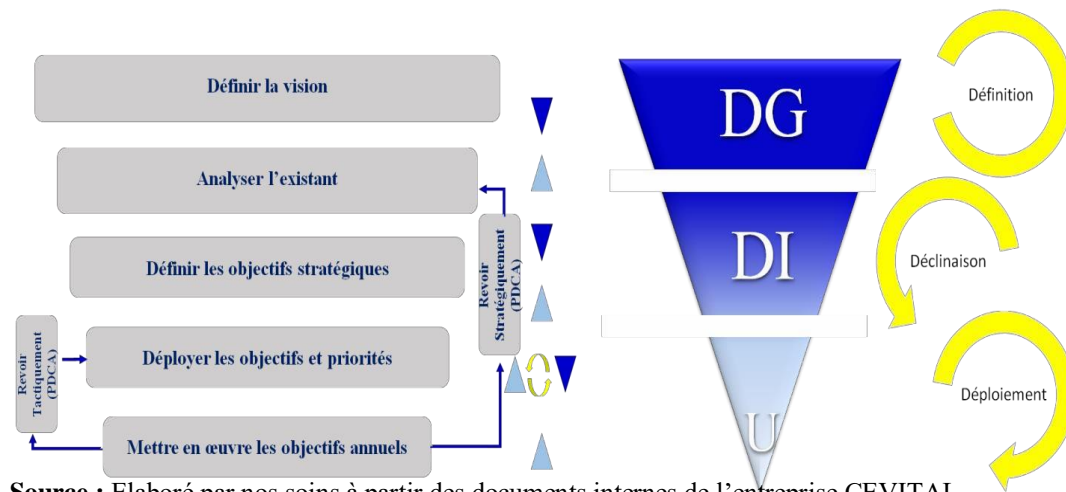 Définir la vision
Analyser l'existant
Définir les objectifs stratégiques
Déployer les objectifs et priorités
Mettre en œuvre les objectifs annuels
Revoir
Tactiquement
(PDCA)
Revoir
Stratégiquement
(PDCA)
DG
DI
U
Définition
Déclinaison
Déploiement
Source : Elaboré par nos soins à partir des documents internes de l'entreprise CEVITAL